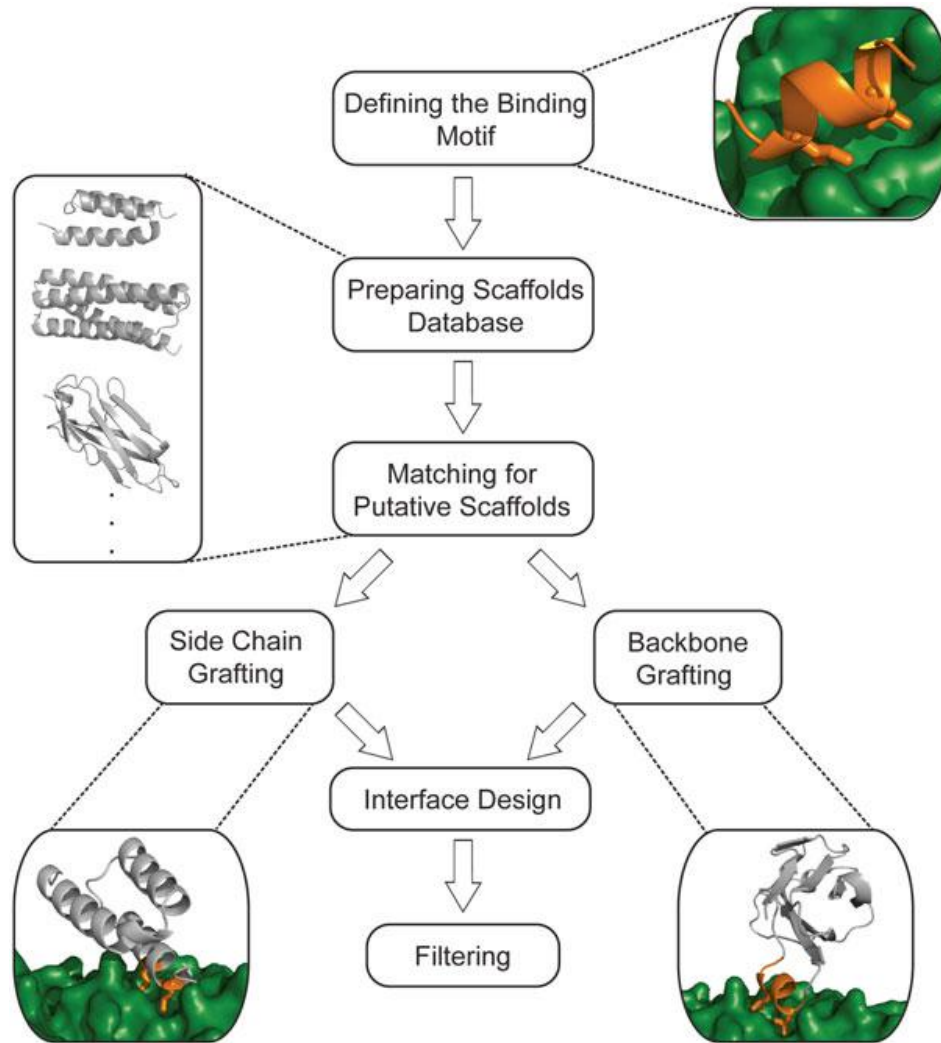 Defining the Binding
Motif
Preparing Scaffolds
Database
Matching for
Putative Scaffolds
Side Chain
Grafting
Backbone
Grafting
Interface Design
Filtering